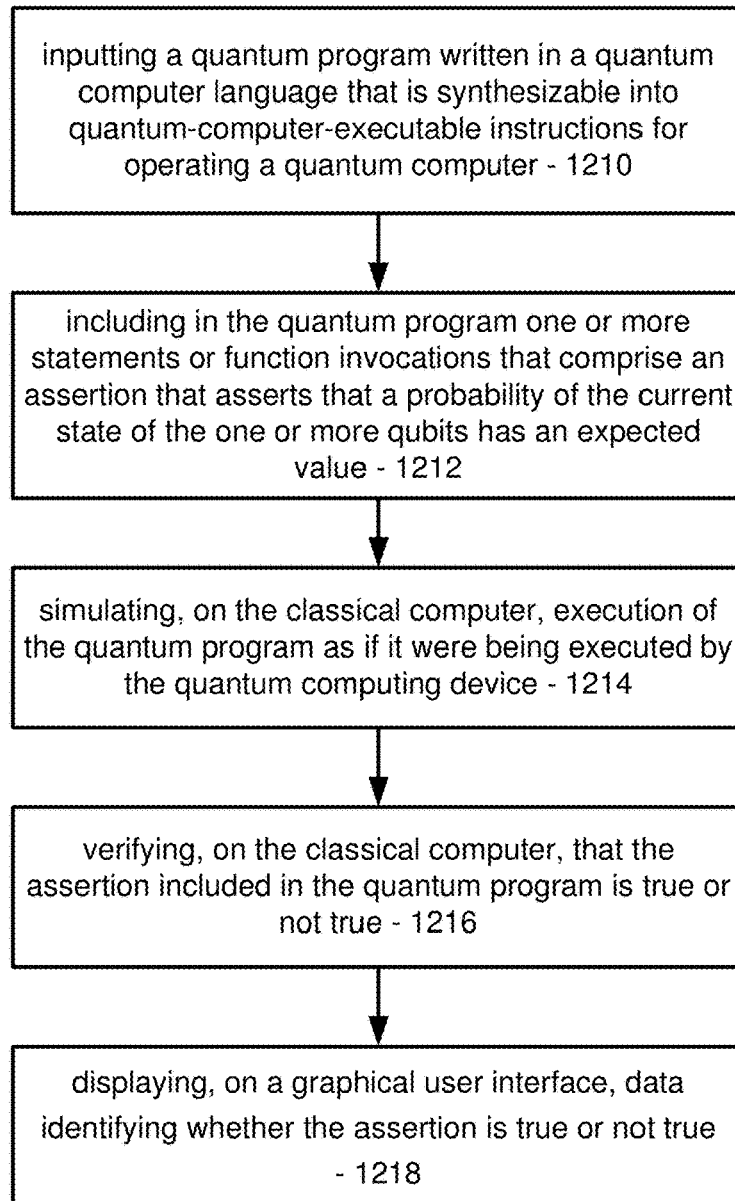 inputting a quantum program written in a quantum
computer language that is synthesizable into
quantum-computer-executable instructions for
operating a quantum computer - 1210
including in the quantum program one or more
statements or function invocations that comprise an
assertion that asserts that a probability of the current
state of the one or more qubits has an expected
value - 1212
simulating, on the classical computer, execution of
the quantum program as if it were being executed by
the quantum computing device - 1214
verifying, on the classical computer, that the
assertion included in the quantum program is true or
not true - 1216
displaying, on a graphical user interface, data
identifying whether the assertion is true or not true
- 1218